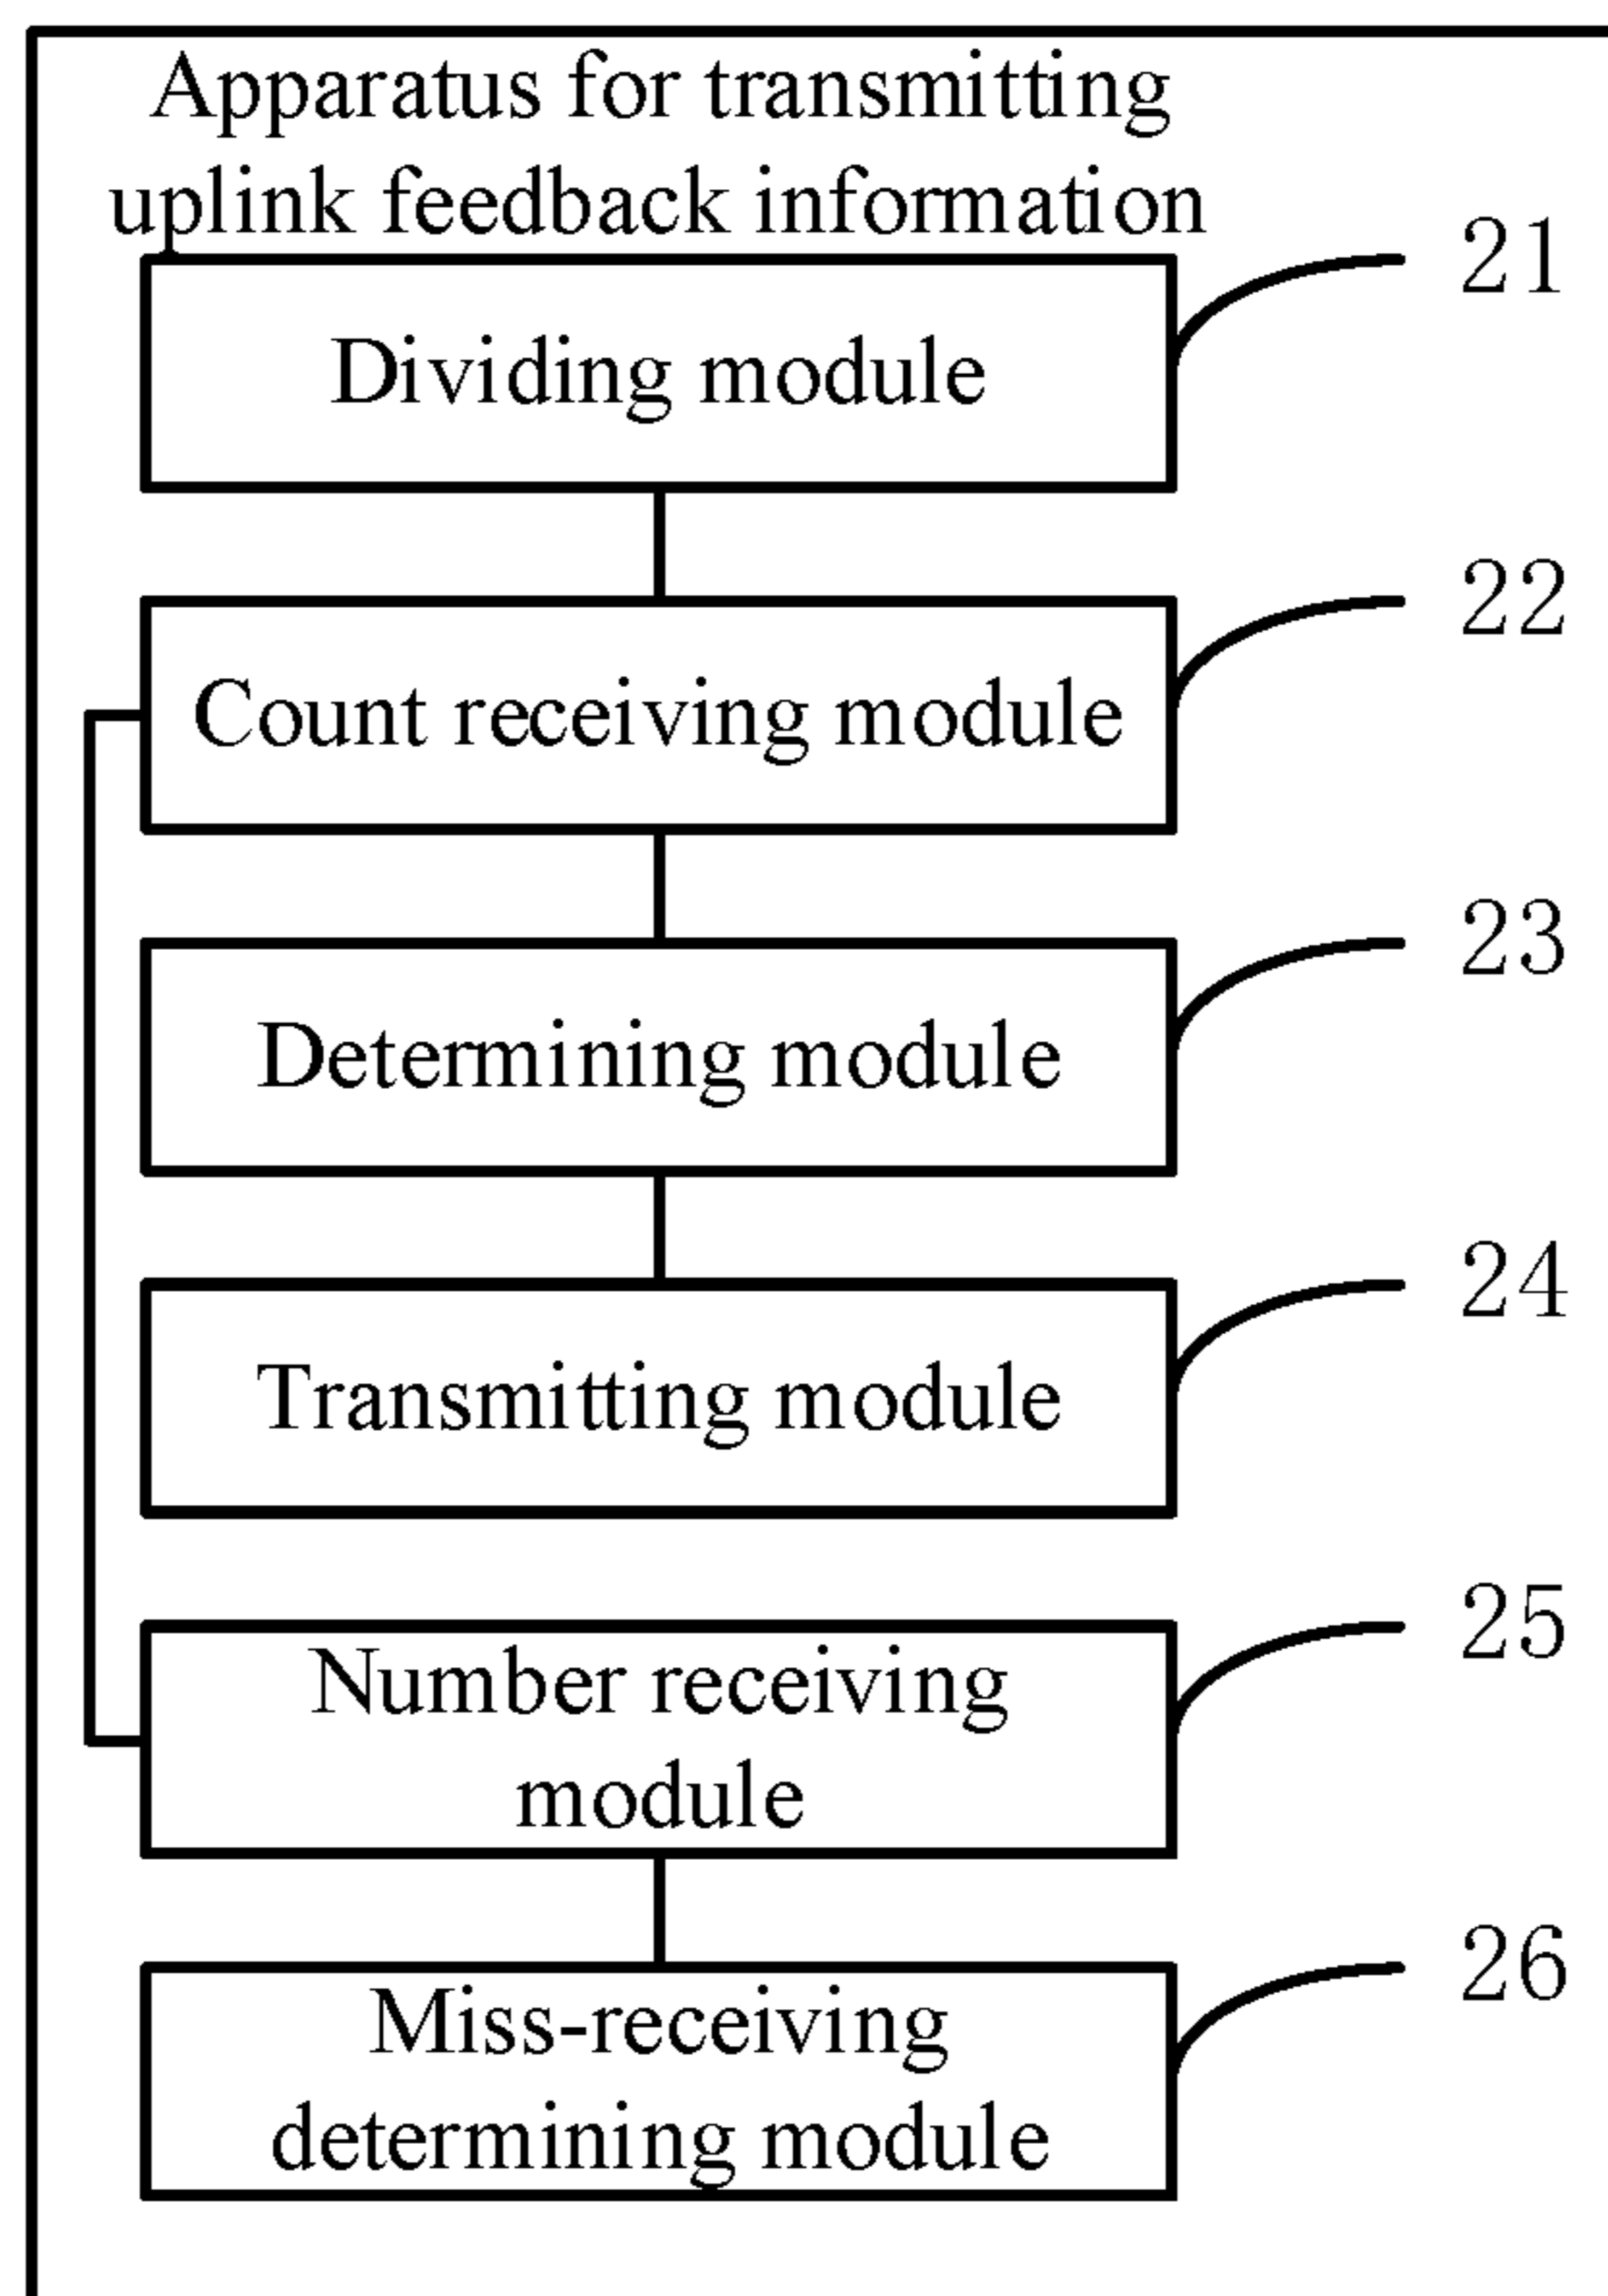 Apparatus for transmitting
uplink feedback information
21
Dividing module
22
Count receiving module
23
Determining module
24
Transmitting module
25
Number receiving
module
26
Miss-receiving
determining module